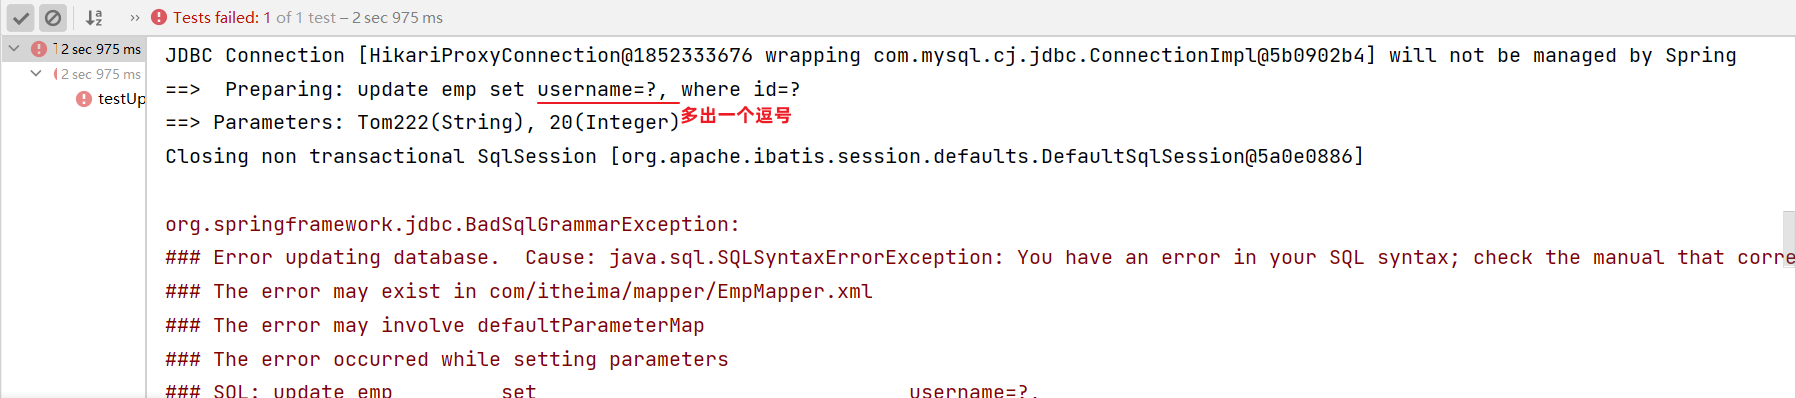 Tests failed: 1 of 1 test – 2 sec 975 ms
2 sec 975 ms
2 sec 975 ms
testUp
JDBC Connection [HikariProxyConnection@1852333676 wrapping com.mysql.cj.jdbc.ConnectionImpl@5b0902b4] will not be managed by Spring
==>  Preparing: update emp set username=?, where id=?
==> Parameters: Tom222(String), 20(Integer)
多出一个逗号
Closing non transactional SqlSession [org.apache.ibatis.session.defaults.DefaultSqlSession@5a0e0886]
org.springframework.jdbc.BadSqlGrammarException:
### Error updating database.  Cause: java.sql.SQLSyntaxErrorException: You have an error in your SQL syntax; check the manual that corre
### The error may exist in com/itheima/mapper/EmpMapper.xml
### The error may involve defaultParameterMap
### The error occurred while setting parameters
### SQL: update emp         set                               username=?,